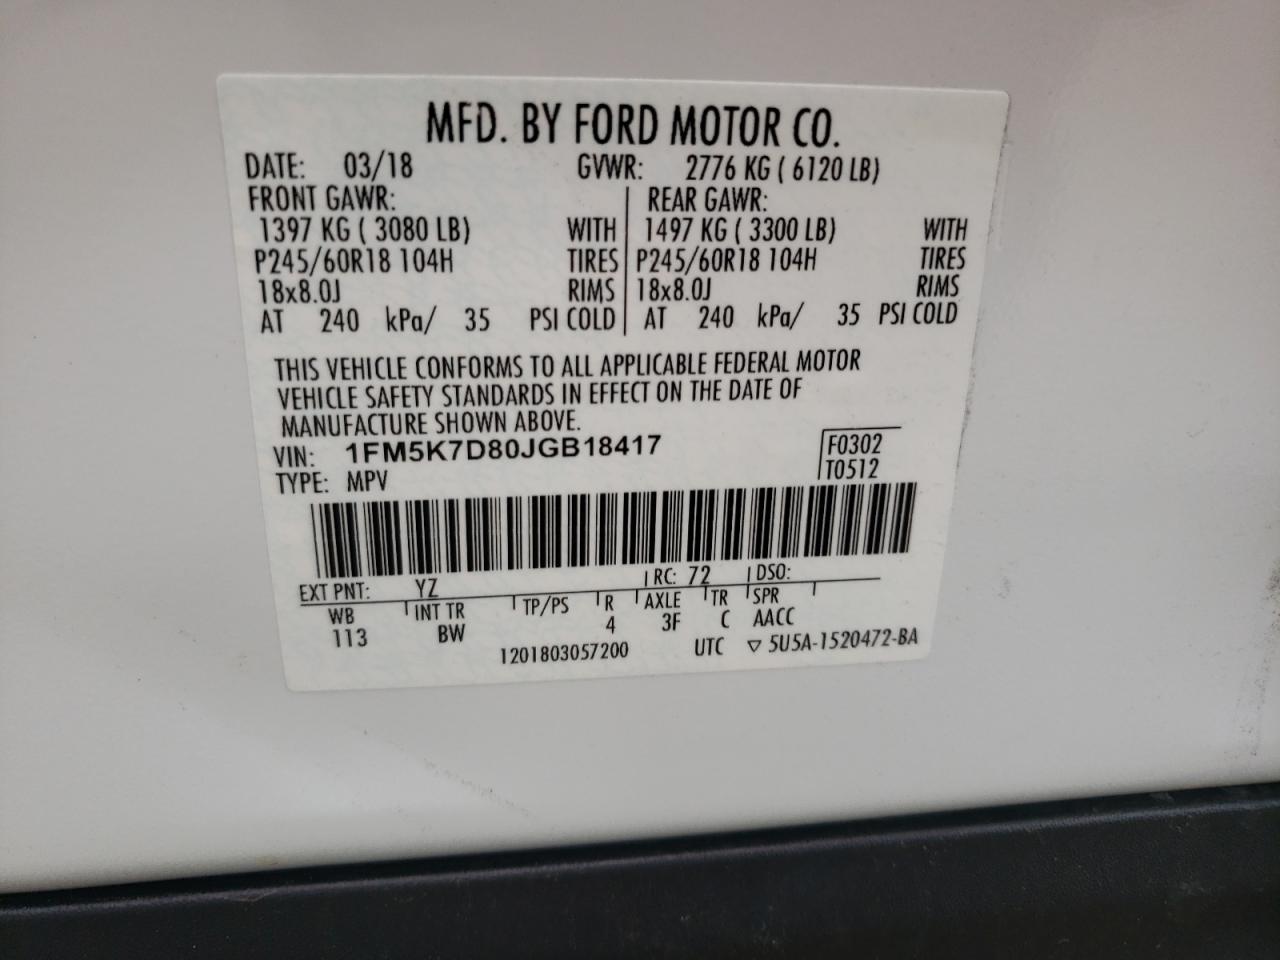 MFD. BY FORD MOTOR CO.
DATE: 03/18 GVWR: 2776 KG ( 6120 LB)
FRONT GAWR: REAR GAWR:
1397 KG ( 3080 LB) WITH 1497 KG ( 3300 LB) WITH
P245/60R18 104H TIRES P245/60R18 104H TIRES
18x8.0J RIMS 18x8.0J RIMS
AT 240 kPa/ 35 PSI COLD AT 240 kPa/ 35 PSI COLD
THIS VEHICLE CONFORMS TO ALL APPLICABLE FEDERAL MOTOR
VEHICLE SAFETY STANDARDS IN EFFECT ON THE DATE OF
MANUFACTURE SHOWN ABOVE.
VIN: 1FM5K7D80JGB18417 F0302
TYPE: MPV T0512
EXT PNT: YZ RC: 72 DSO:
WB INT TR TP/PS R AXLE TR SPR
113 BW 4 3F C AACC
1201803057200 UTC ▽ 5U5A-1520472-BA